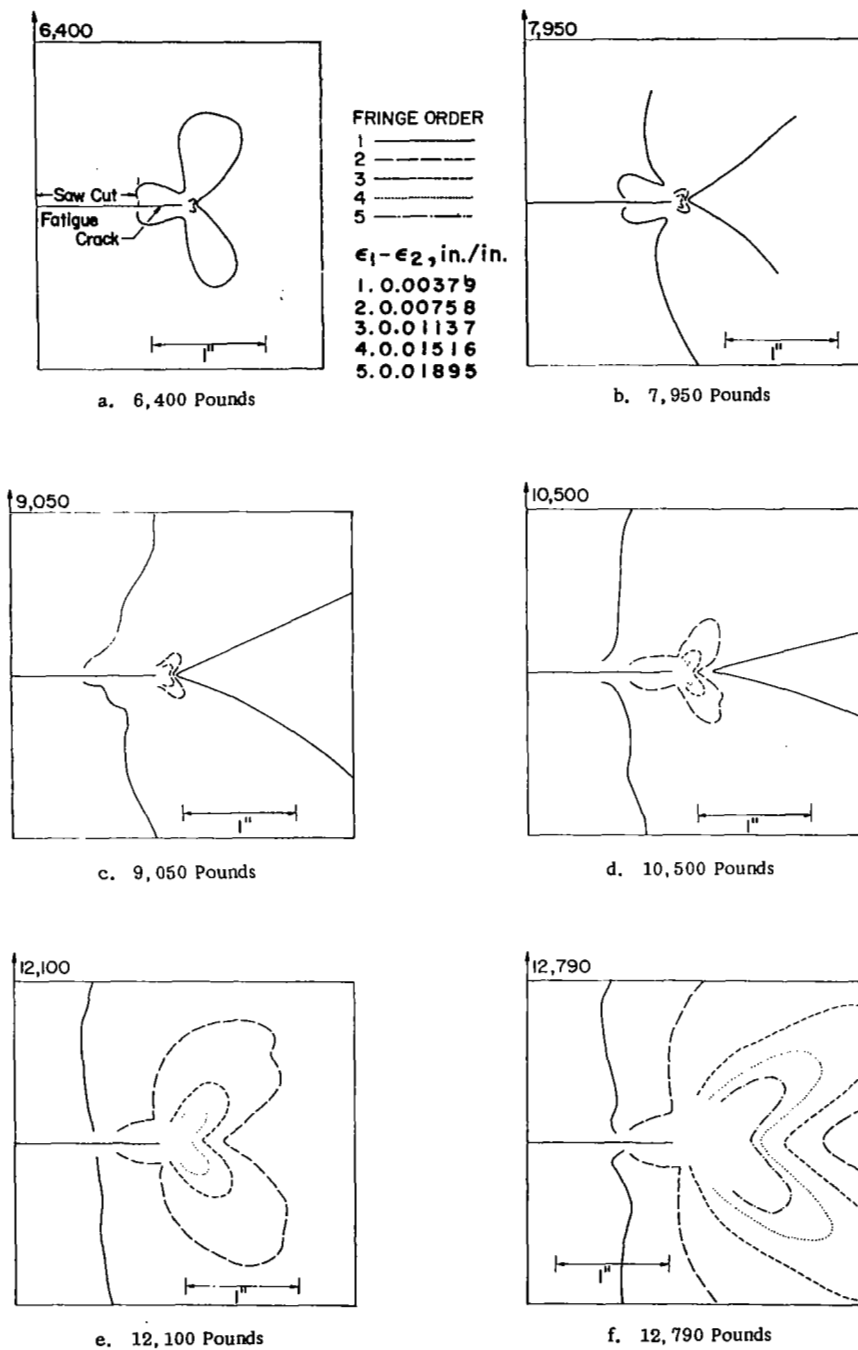 6,400
Saw Cut
Fatigue
Crack
1"
a. 6,400 Pounds
FRINGE ORDER
1
2
3
4
5
ϵ1-ϵ2, in./in.
1. 0.00379
2. 0.00758
3. 0.01137
4. 0.01516
5. 0.01895
7,950
1"
b. 7,950 Pounds
9,050
1"
c. 9,050 Pounds
10,500
1"
d. 10,500 Pounds
12,100
1"
e. 12,100 Pounds
12,790
1"
f. 12,790 Pounds